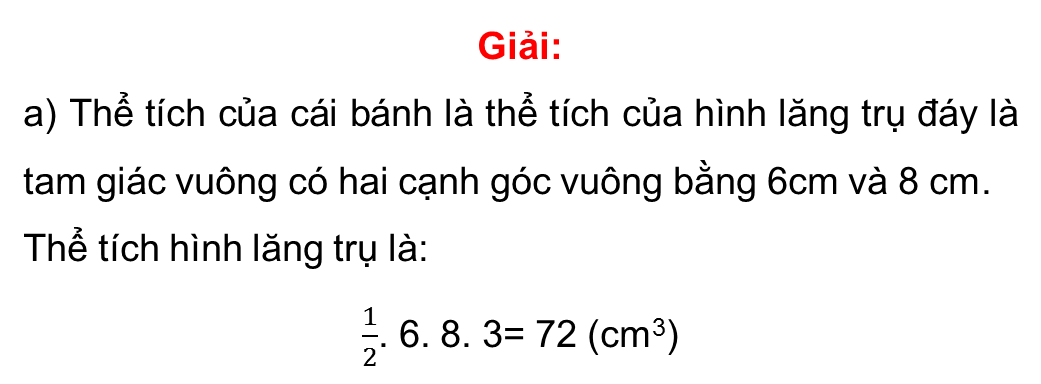 Giải:
a) Thể tích của cái bánh là thể tích của hình lăng trụ đáy là
tam giác vuông có hai cạnh góc vuông bằng 6cm và 8 cm.
Thể tích hình lăng trụ là:
1/2. 6. 8. 3= 72 (cm³)